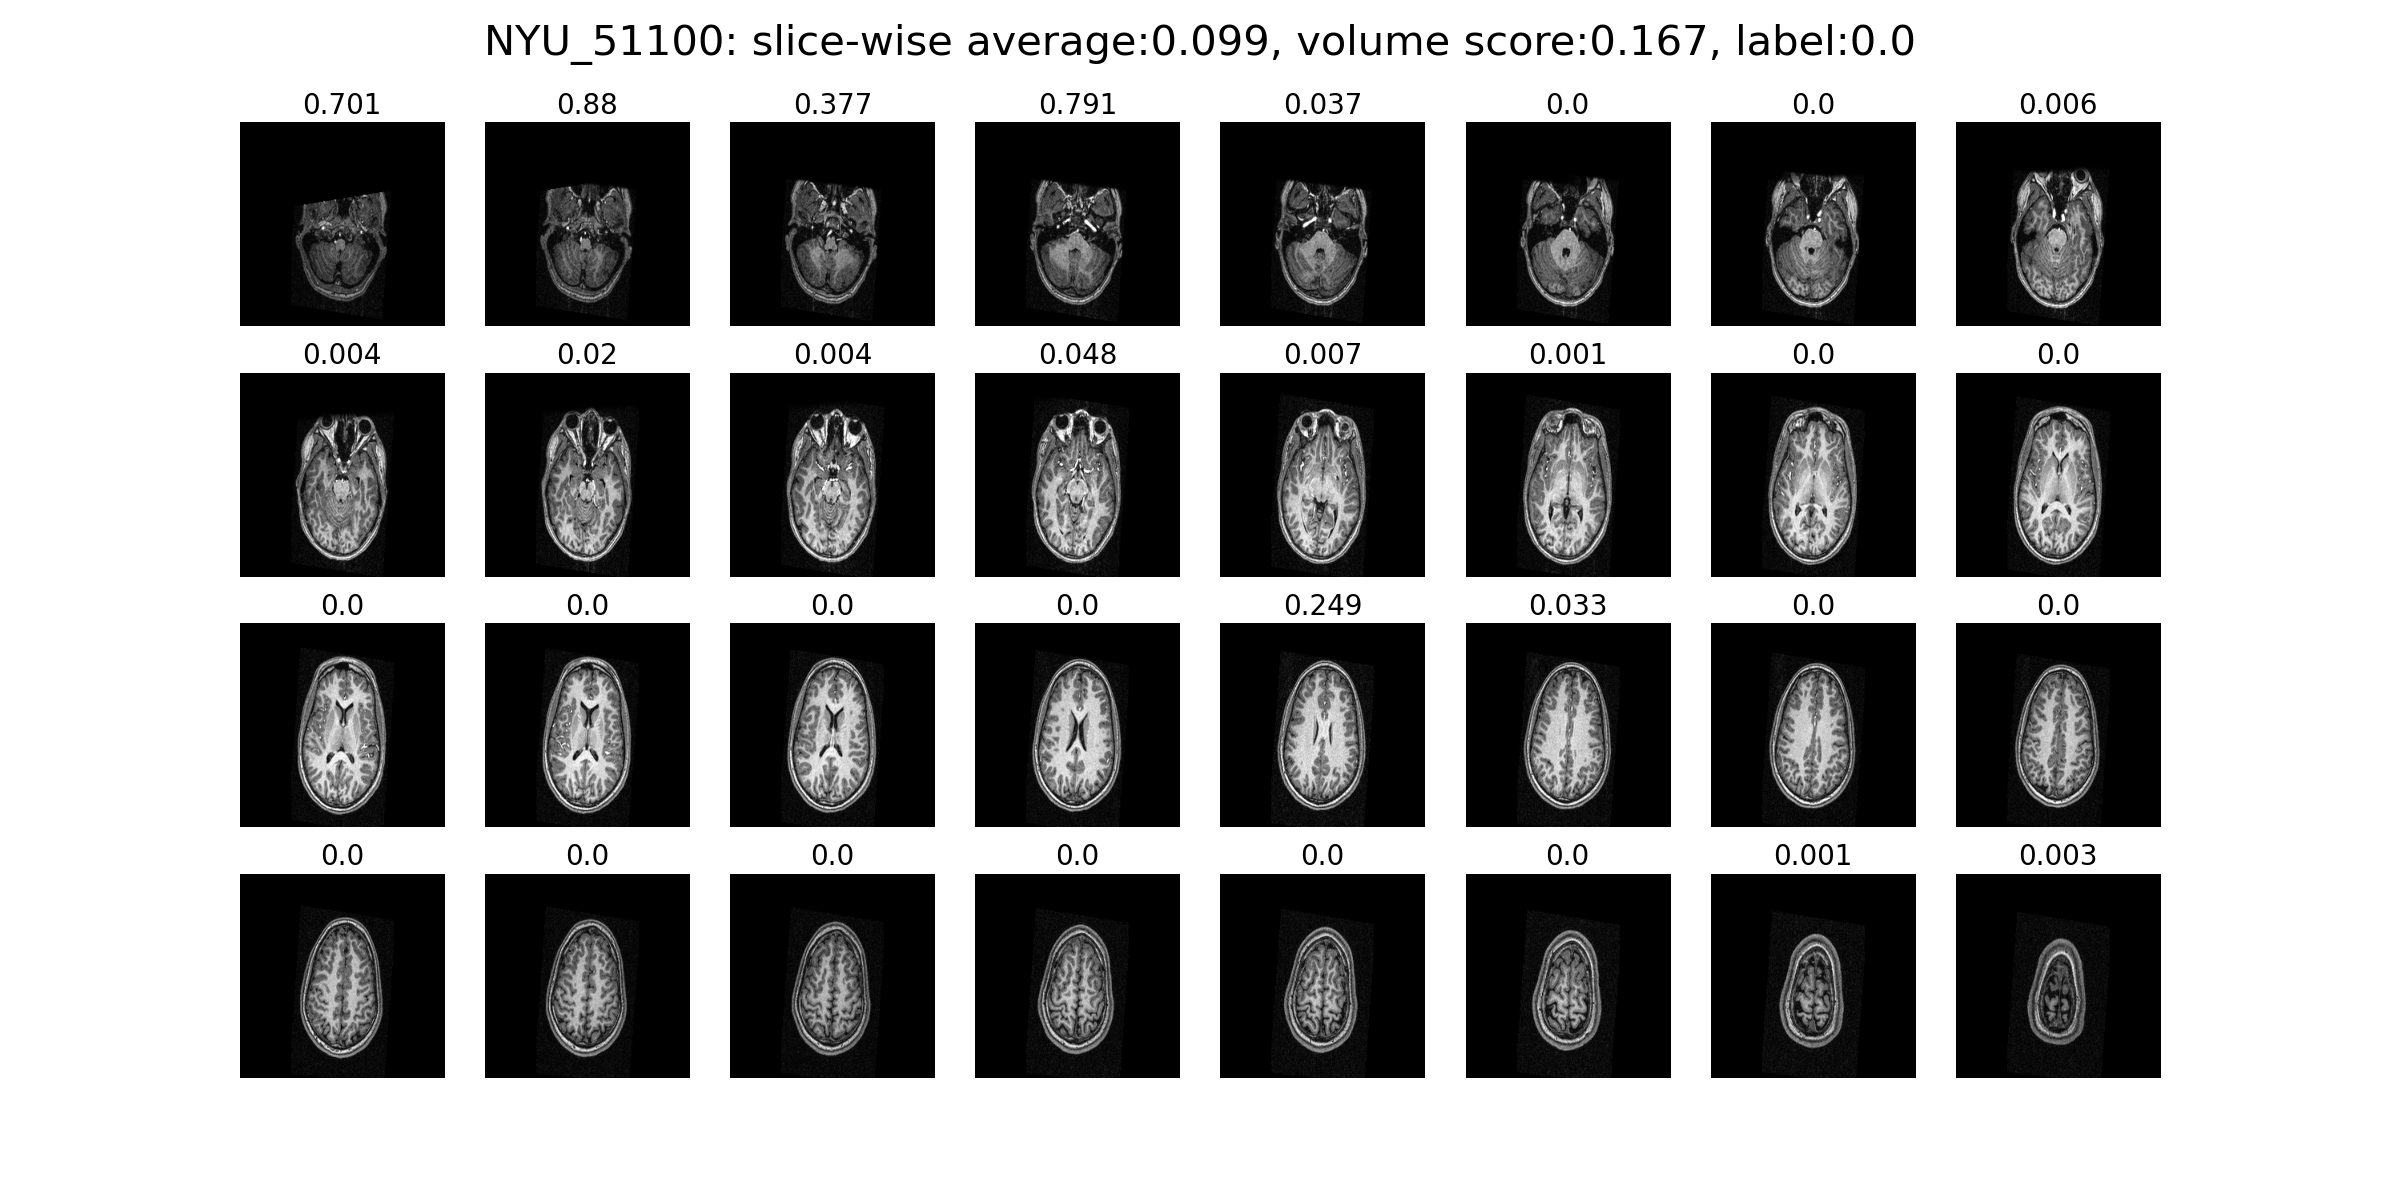 NYU_51100: slice-wise average:0.099, volume score:0.167, label:0.0
0.701 0.88 0.377 0.791 0.037 0.0 0.0 0.006
0.004 0.02 0.004 0.048 0.007 0.001 0.0 0.0
0.0 0.0 0.0 0.0 0.249 0.033 0.0 0.0
0.0 0.0 0.0 0.0 0.0 0.0 0.001 0.003